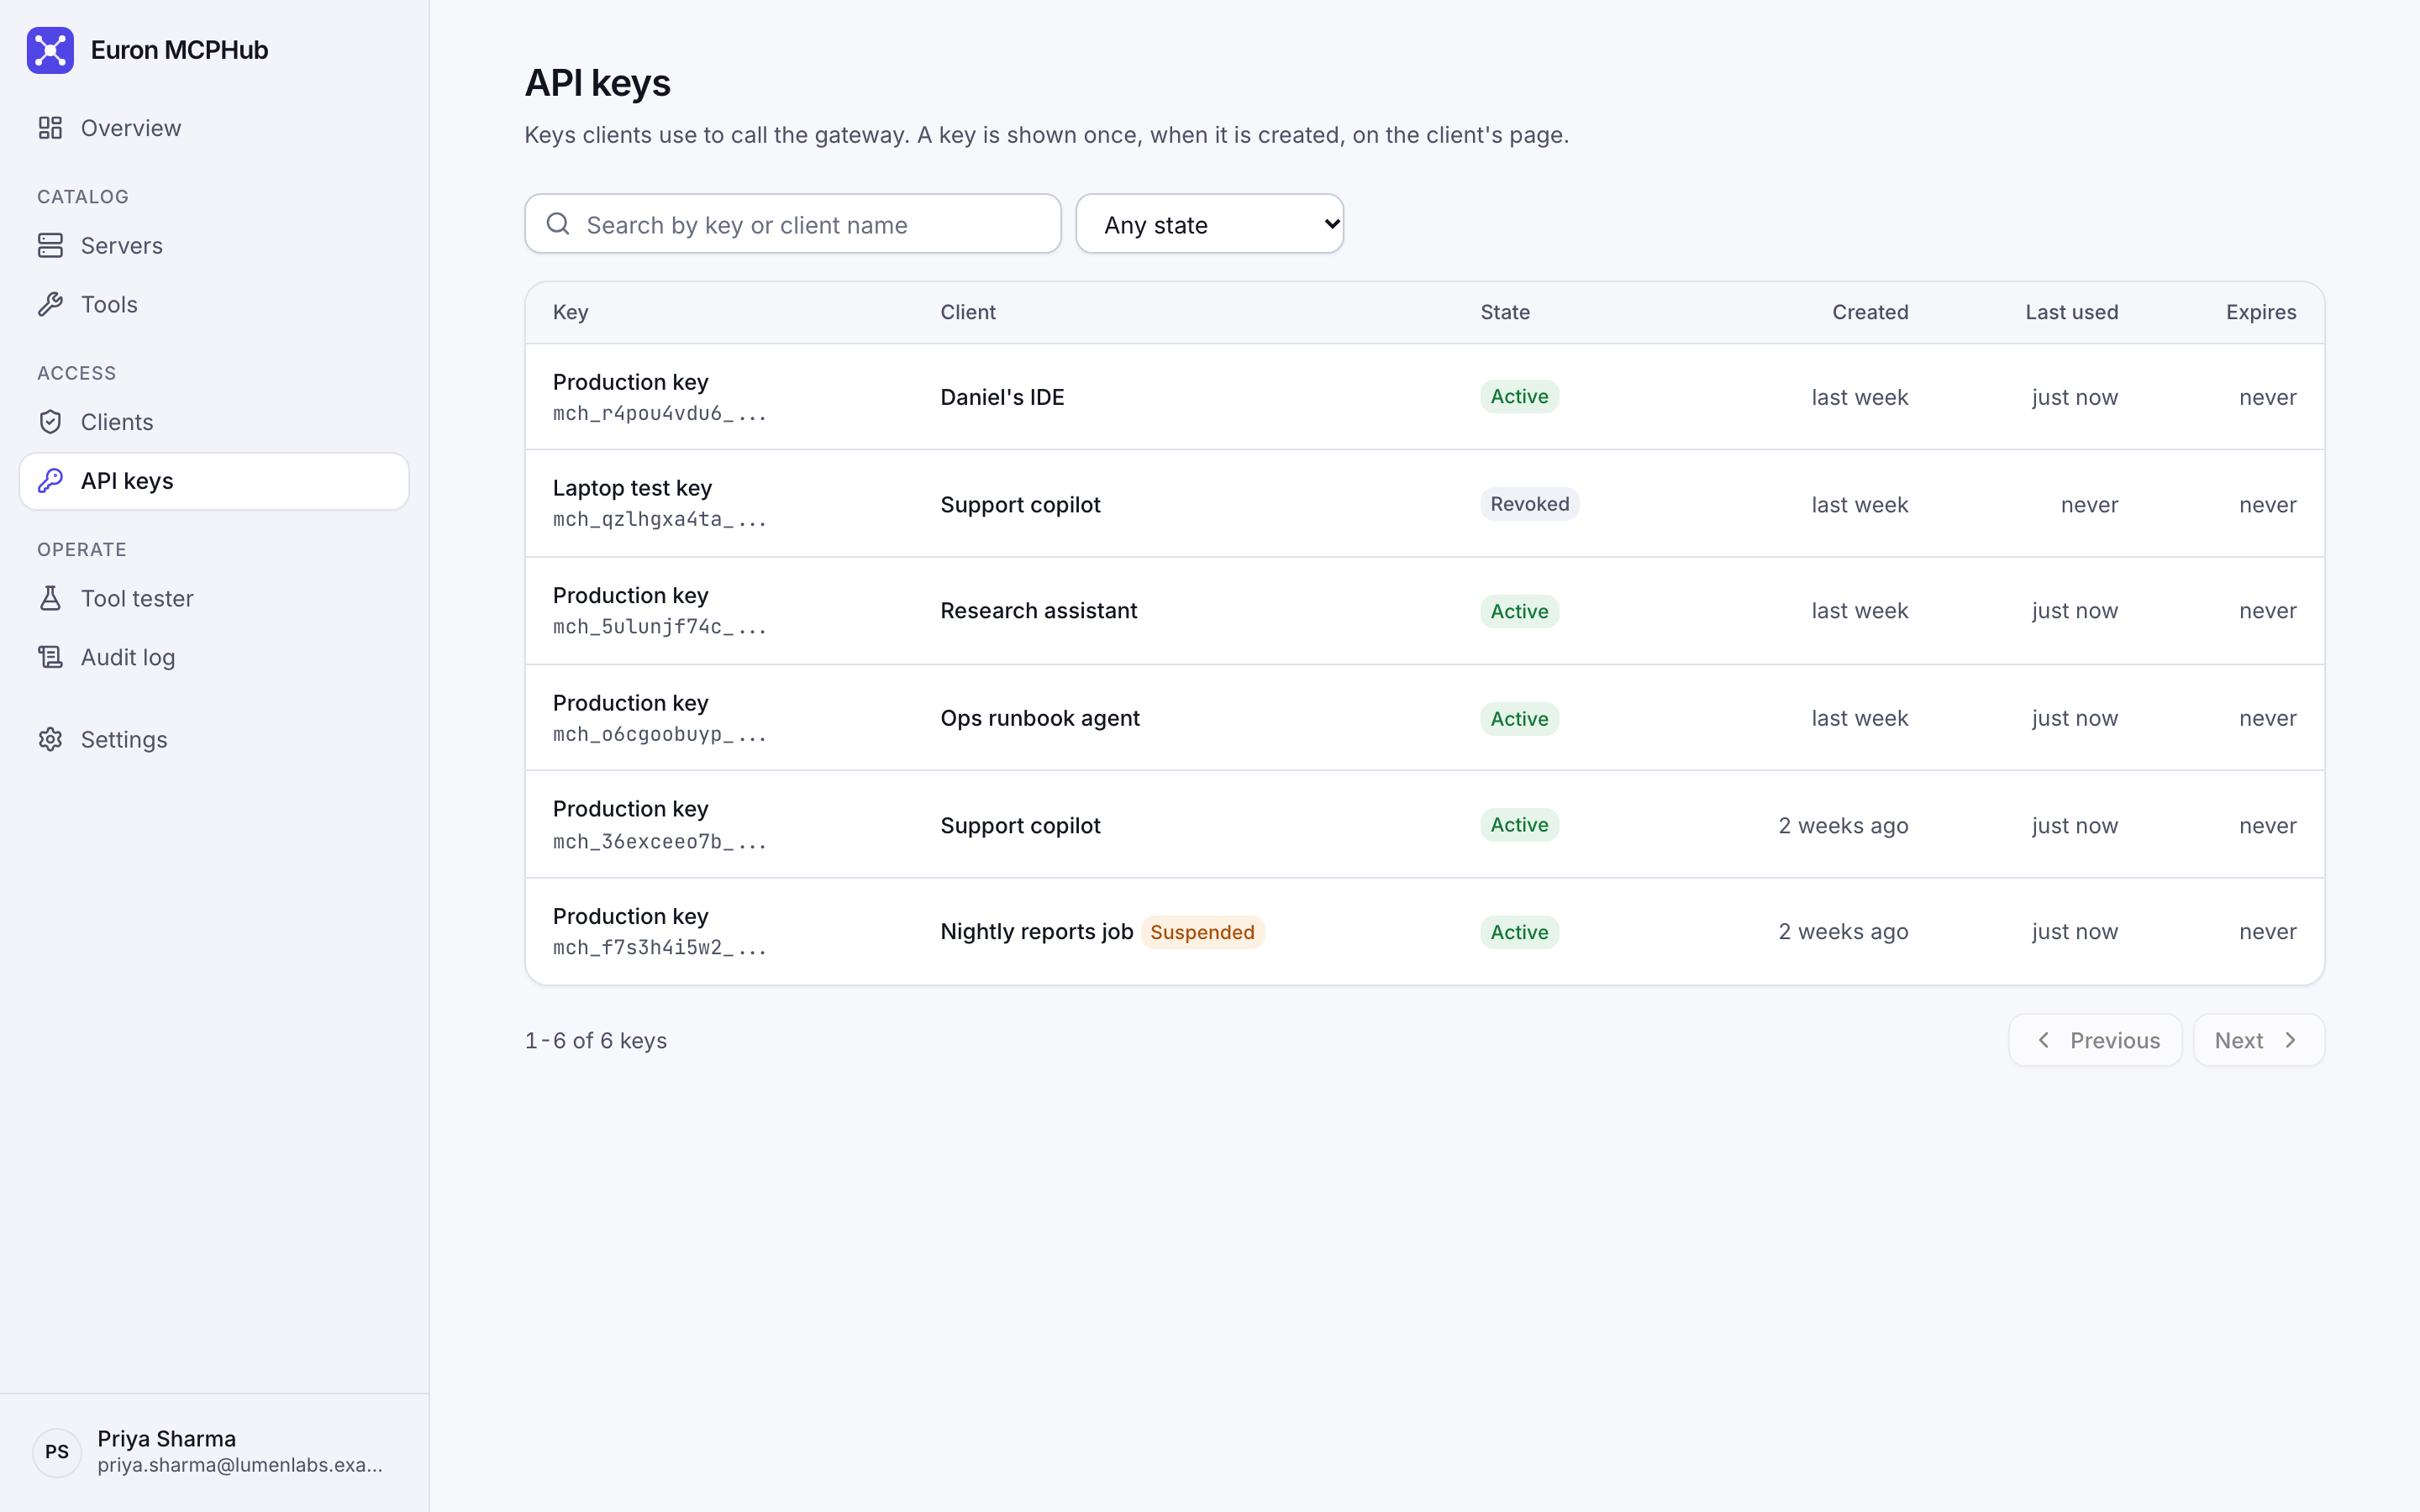 Euron MCPHub
Overview
CATALOG
Servers
Tools
ACCESS
Clients
API keys
OPERATE
Tool tester
Audit log
Settings
PS
Priya Sharma
priya.sharma@lumenlabs.exa...
API keys
Keys clients use to call the gateway. A key is shown once, when it is created, on the client's page.
Search by key or client name
Any state
Key Client State Created Last used Expires
Production key
mch_r4pou4vdu6_...
Daniel's IDE Active last week just now never
Laptop test key
mch_qzlhgxa4ta_...
Support copilot Revoked last week never never
Production key
mch_5ulunjf74c_...
Research assistant Active last week just now never
Production key
mch_o6cgoobuyp_...
Ops runbook agent Active last week just now never
Production key
mch_36exceeo7b_...
Support copilot Active 2 weeks ago just now never
Production key
mch_f7s3h4i5w2_...
Nightly reports job Suspended Active 2 weeks ago just now never
1-6 of 6 keys
Previous Next